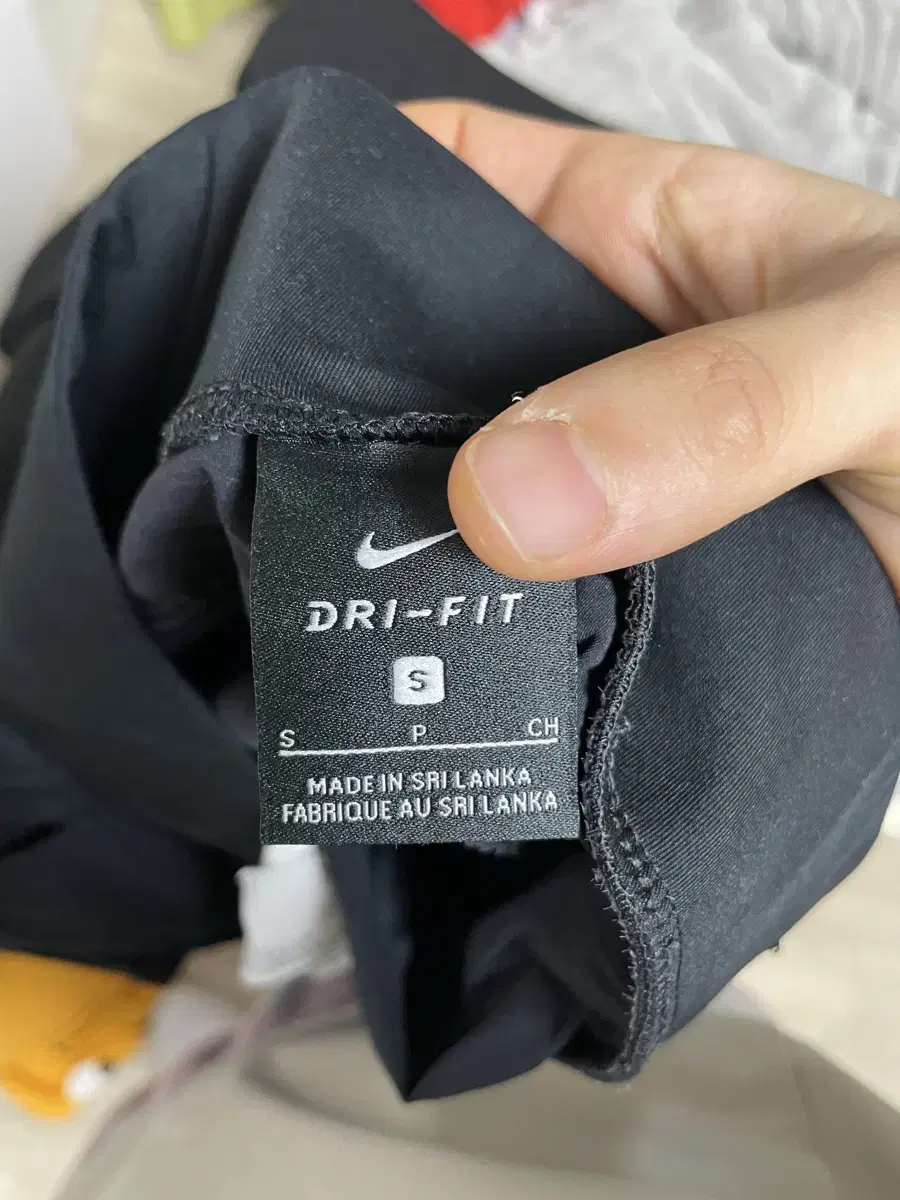 DRI-FIT
S
S P CH
MADE IN SRI LANKA
FABRIQUE AU SRI LANKA